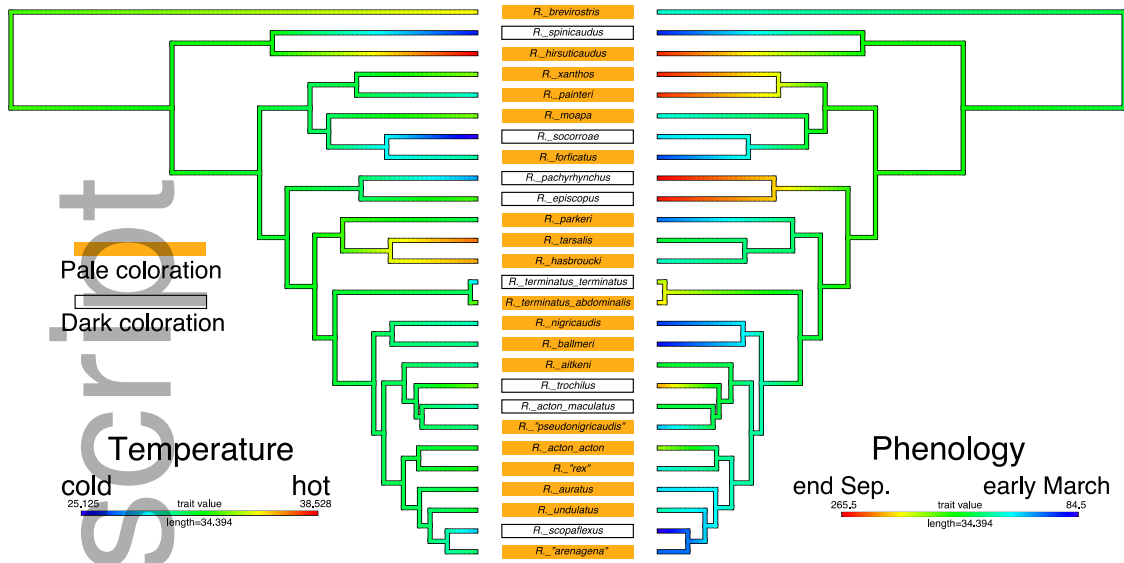 R._brevirostris
R._spinicaudus
R._hirsuticaudus
R._xanthos
R._painteri
R._moapa
R._socorroae
R._forficatus
R._pachyrhynchus
R._episcopus
R._parkeri
R._tarsalis
R._hasbroucki
R._terminatus_terminatus
R._terminatus_abdominalis
R._nigricaudis
R._ballmeri
R._aitkeni
R._trochilus
R._acton_maculatus
R._"pseudonigricaudis"
R._acton_acton
R._"rex"
R._auratus
R._undulatus
R._scopaflexus
R._"arenagena"
script
Pale coloration
Dark coloration
Temperature
cold hot
25,125 trait value 38,528
length=34.394
Phenology
end Sep. early March
265,5 trait value 84,5
length=34.394